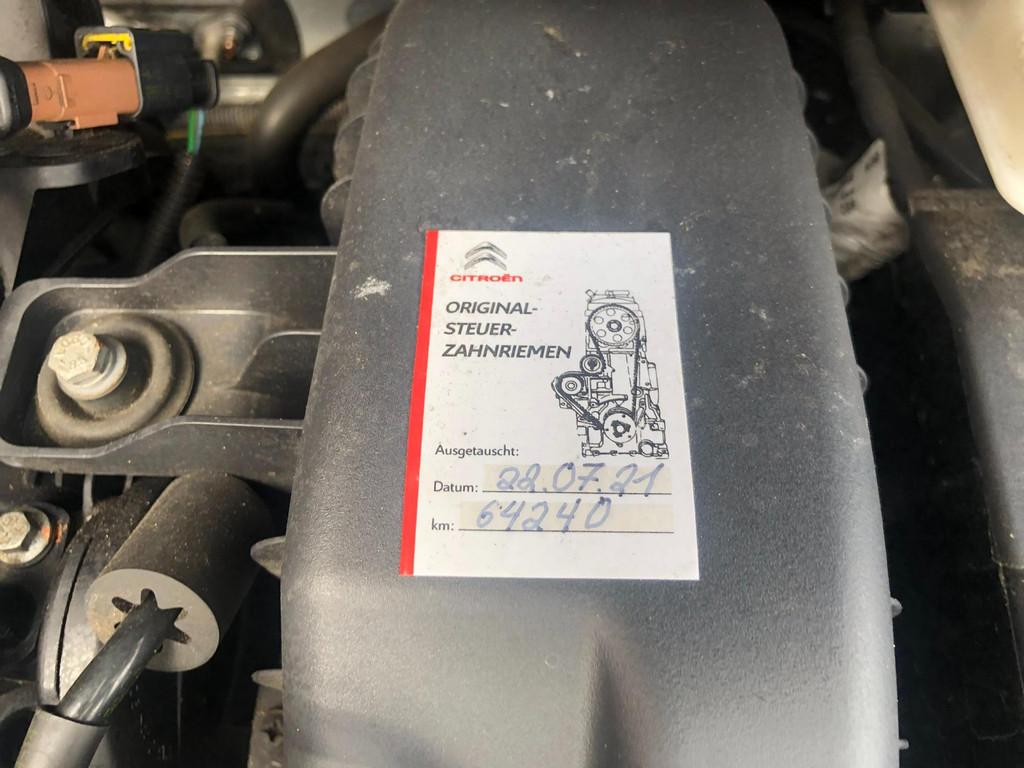 CITROËN
ORIGINAL-
STEUER-
ZAHNRIEMEN
Ausgetauscht:
Datum: 22.07.21
km: 64240